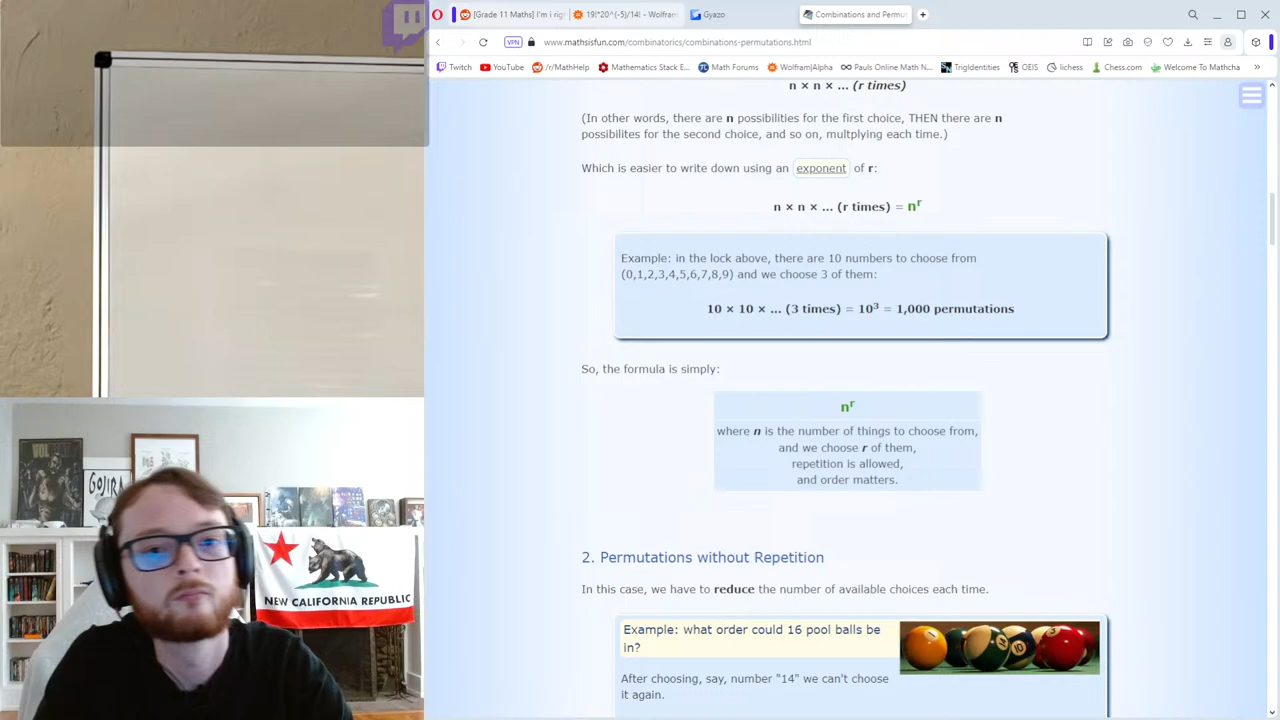 [Grade 11 Maths] I'm i rig
19!*20^(-5)/14! - Wolfram
Gyazo
Combinations and Permut
VPN
www.mathsisfun.com/combinatorics/combinations-permutations.html
Twitch
YouTube
/r/MathHelp
Mathematics Stack E...
Math Forums
Wolfram|Alpha
Pauls Online Math N...
TrigIdentities
OEIS
lichess
Chess.com
Welcome To Mathcha
»
n × n × ... (r times)
(In other words, there are n possibilities for the first choice, THEN there are n
possibilites for the second choice, and so on, multplying each time.)
Which is easier to write down using an exponent of r:
n × n × ... (r times) = nʳ
Example: in the lock above, there are 10 numbers to choose from
(0,1,2,3,4,5,6,7,8,9) and we choose 3 of them:
10 × 10 × ... (3 times) = 10³ = 1,000 permutations
So, the formula is simply:
nʳ
where n is the number of things to choose from,
and we choose r of them,
repetition is allowed,
and order matters.
2. Permutations without Repetition
In this case, we have to reduce the number of available choices each time.
Example: what order could 16 pool balls be
in?
After choosing, say, number "14" we can't choose
it again.
VOL
GOJIRA
NEW CALIFORNIA REPUBLIC